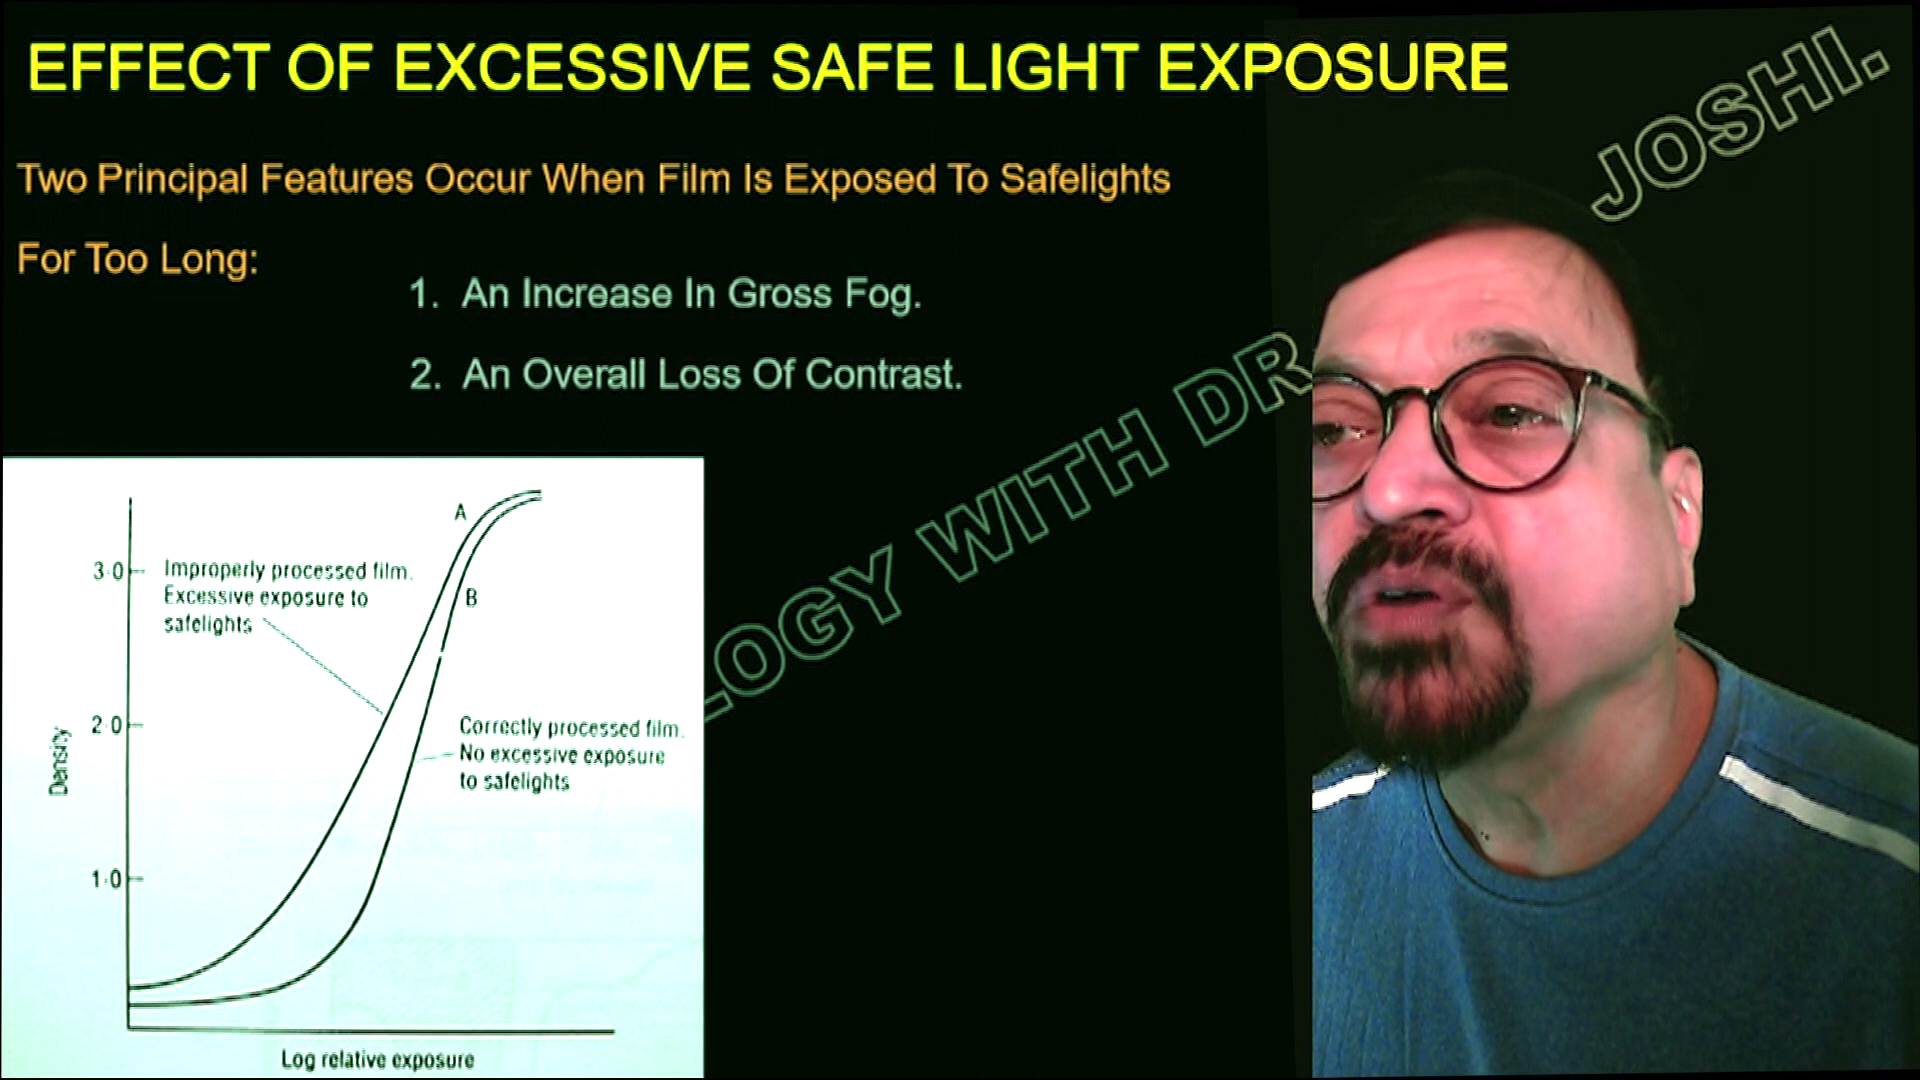 EFFECT OF EXCESSIVE SAFE LIGHT EXPOSURE
Two Principal Features Occur When Film Is Exposed To Safelights
For Too Long:
1. An Increase In Gross Fog.
2. An Overall Loss Of Contrast.
LOGY WITH DR
JOSHI.
A
3·0
Improperly processed film.
Excessive exposure to
safelights
B
2·0
Correctly processed film.
No excessive exposure
to safelights
Density
1·0
Log relative exposure